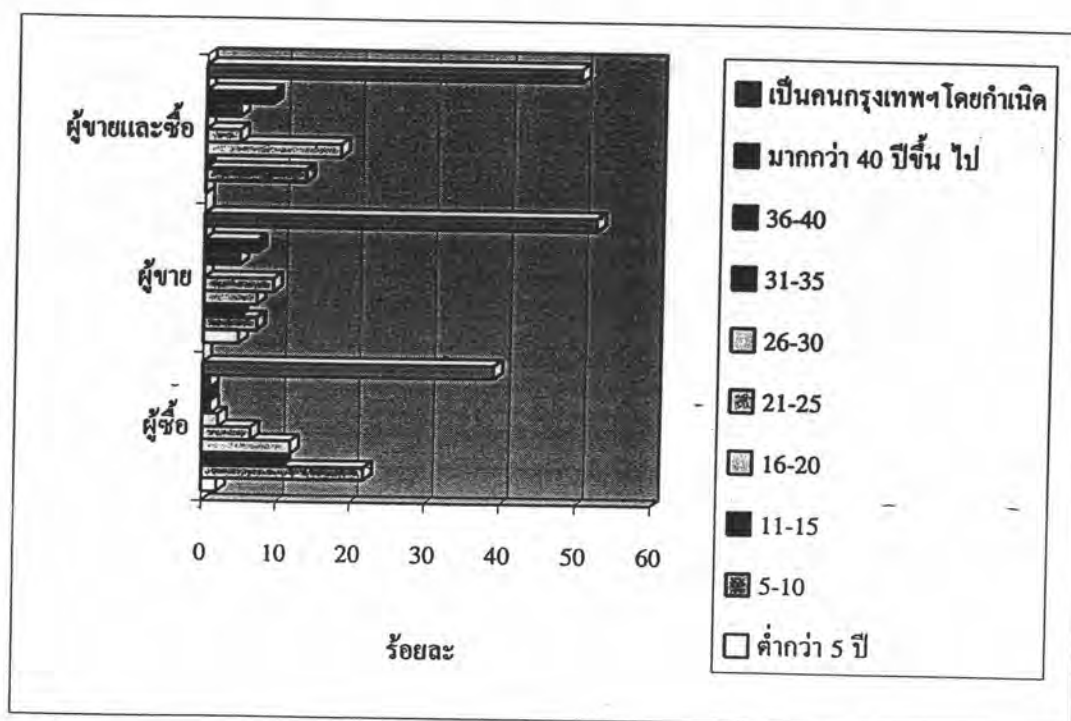 ผู้ขายและซื้อ
ผู้ขาย
ผู้ซื้อ
0 10 20 30 40 50 60
ร้อยละ
เป็นคนกรุงเทพฯโดยกำเนิด
มากกว่า 40 ปีขึ้น ไป
36-40
31-35
26-30
21-25
16-20
11-15
5-10
ต่ำกว่า 5 ปี